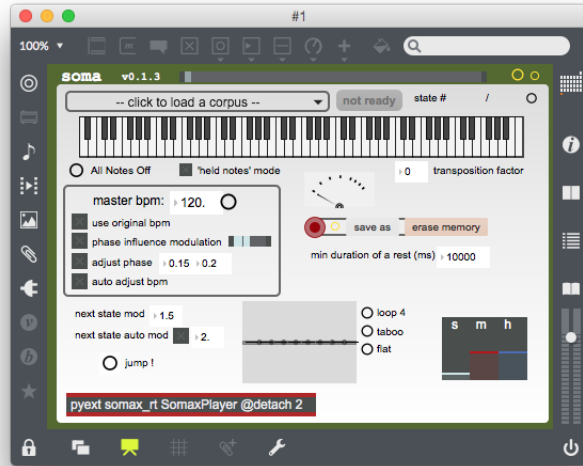 #1
100%
soma v0.1.3
-- click to load a corpus -- not ready state # /
All Notes Off 'held notes' mode 0 transposition factor
master bpm: 120.
use original bpm
phase influence modulation
adjust phase 0.15 0.2
auto adjust bpm
save as erase memory
min duration of a rest (ms) 10000
next state mod 1.5
next state auto mod 2.
jump !
loop 4
taboo
flat
s m h
pyext somax_rt SomaxPlayer @detach 2